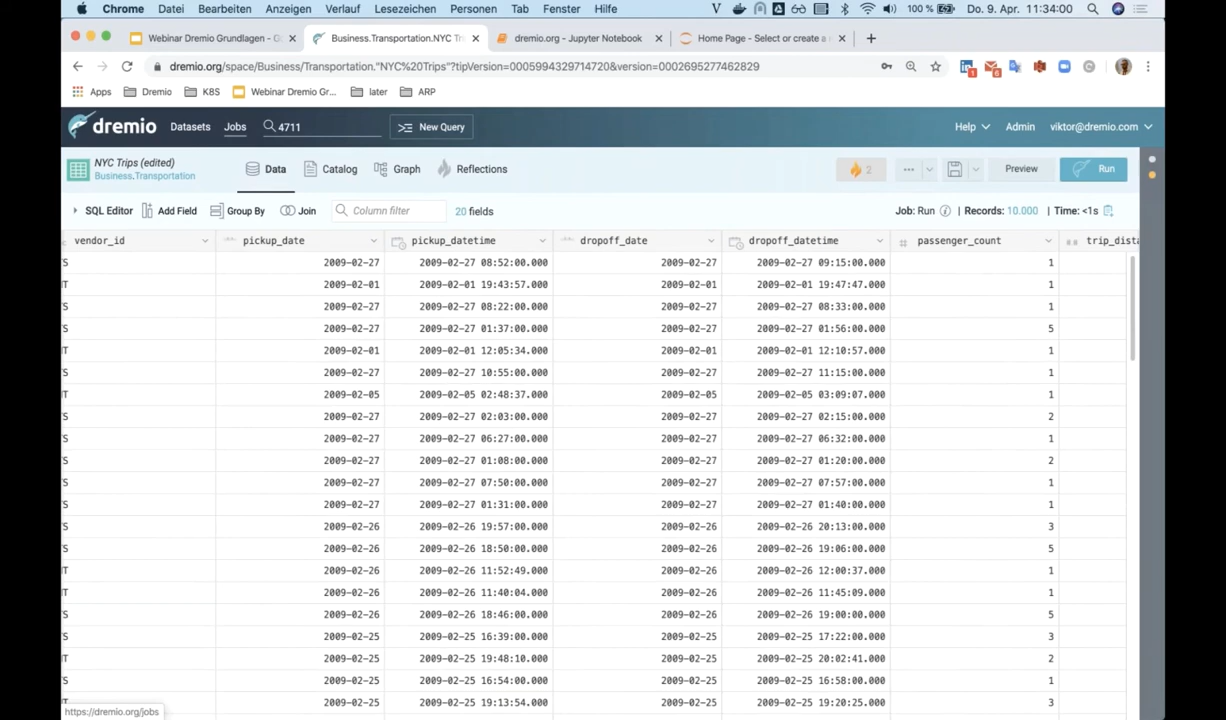 Chrome Datei Bearbeiten Anzeigen Verlauf Lesezeichen Personen Tab Fenster Hilfe 100 % Do. 9. Apr. 11:34:00
Webinar Dremio Grundlagen - G Business.Transportation.NYC Tr dremio.org - Jupyter Notebook Home Page - Select or create a
dremio.org/space/Business/Transportation."NYC%20Trips"?tipVersion=0005994329714720&version=0002695277462829
Apps Dremio K8S Webinar Dremio Gr... later ARP
dremio Datasets Jobs 4711 New Query Help Admin viktor@dremio.com
NYC Trips (edited)
Business.Transportation
Data Catalog Graph Reflections 2 ... Preview Run
SQL Editor Add Field Group By Join Column filter 20 fields Job: Run | Records: 10.000 | Time: <1s
vendor_id pickup_date pickup_datetime dropoff_date dropoff_datetime passenger_count trip_dista
S 2009-02-27 2009-02-27 08:52:00.000 2009-02-27 2009-02-27 09:15:00.000 1
T 2009-02-01 2009-02-01 19:43:57.000 2009-02-01 2009-02-01 19:47:47.000 1
S 2009-02-27 2009-02-27 08:22:00.000 2009-02-27 2009-02-27 08:33:00.000 1
S 2009-02-27 2009-02-27 01:37:00.000 2009-02-27 2009-02-27 01:56:00.000 5
T 2009-02-01 2009-02-01 12:05:34.000 2009-02-01 2009-02-01 12:10:57.000 1
S 2009-02-27 2009-02-27 10:55:00.000 2009-02-27 2009-02-27 11:15:00.000 1
T 2009-02-05 2009-02-05 02:48:37.000 2009-02-05 2009-02-05 03:09:07.000 1
S 2009-02-27 2009-02-27 02:03:00.000 2009-02-27 2009-02-27 02:15:00.000 2
S 2009-02-27 2009-02-27 06:27:00.000 2009-02-27 2009-02-27 06:32:00.000 1
S 2009-02-27 2009-02-27 01:08:00.000 2009-02-27 2009-02-27 01:20:00.000 2
S 2009-02-27 2009-02-27 07:50:00.000 2009-02-27 2009-02-27 07:57:00.000 1
S 2009-02-27 2009-02-27 01:31:00.000 2009-02-27 2009-02-27 01:40:00.000 1
S 2009-02-26 2009-02-26 19:57:00.000 2009-02-26 2009-02-26 20:13:00.000 3
S 2009-02-26 2009-02-26 18:50:00.000 2009-02-26 2009-02-26 19:06:00.000 5
T 2009-02-26 2009-02-26 11:52:49.000 2009-02-26 2009-02-26 12:00:37.000 1
T 2009-02-26 2009-02-26 11:40:04.000 2009-02-26 2009-02-26 11:45:09.000 1
S 2009-02-26 2009-02-26 18:46:00.000 2009-02-26 2009-02-26 19:00:00.000 5
S 2009-02-25 2009-02-25 16:39:00.000 2009-02-25 2009-02-25 17:22:00.000 3
T 2009-02-25 2009-02-25 19:48:10.000 2009-02-25 2009-02-25 20:02:41.000 2
S 2009-02-25 2009-02-25 16:54:00.000 2009-02-25 2009-02-25 16:58:00.000 1
T 2009-02-25 2009-02-25 19:13:54.000 2009-02-25 2009-02-25 19:20:25.000 3
https://dremio.org/jobs